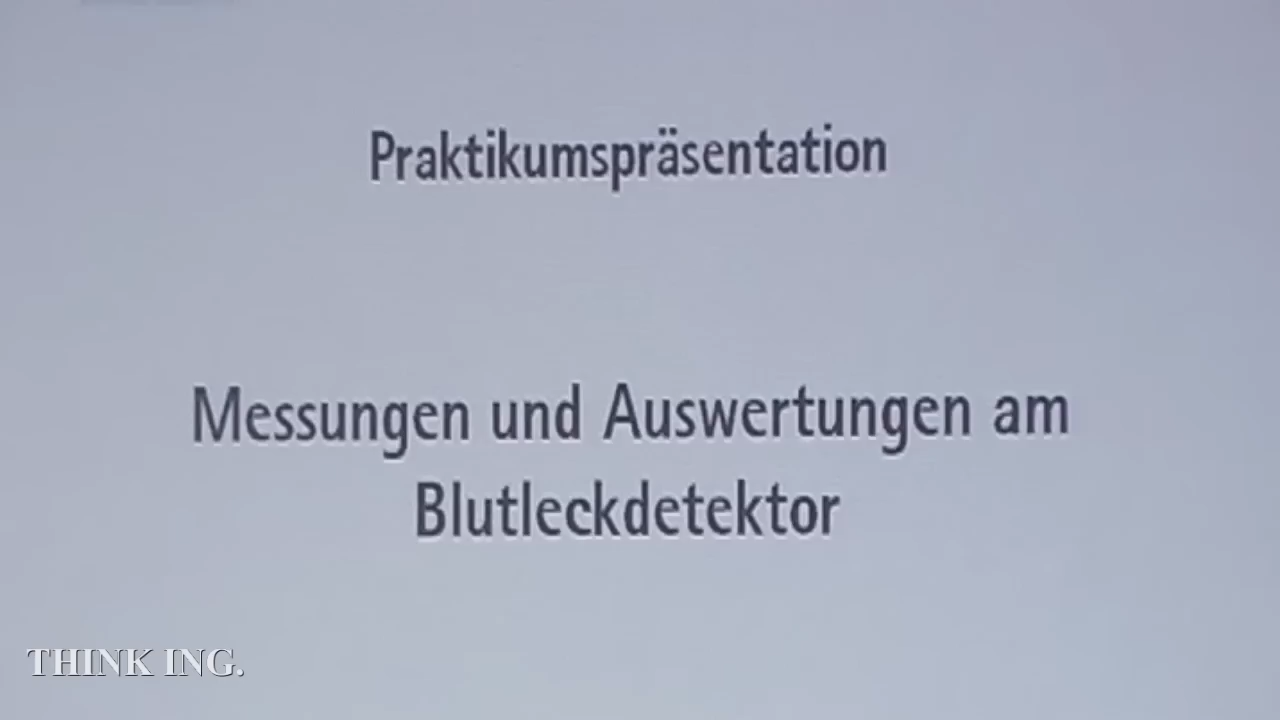 Praktikumspräsentation
Messungen und Auswertungen am
Blutleckdetektor
THINK ING.